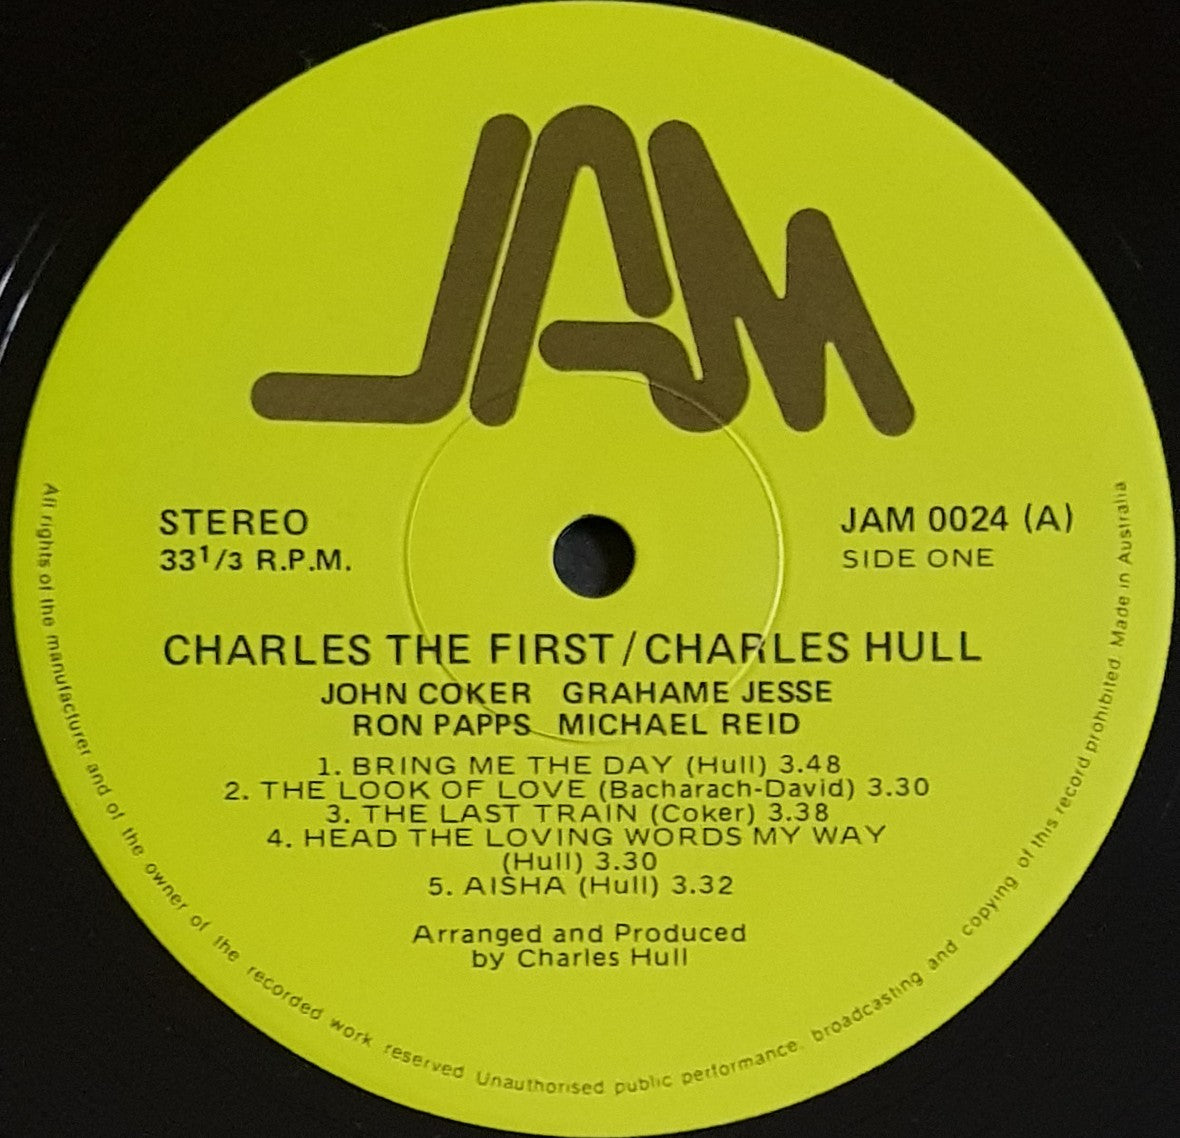 JAM
STEREO
33 1/3 R.P.M.
JAM 0024 (A)
SIDE ONE
CHARLES THE FIRST/CHARLES HULL
JOHN COKER GRAHAME JESSE
RON PAPPS MICHAEL REID
1. BRING ME THE DAY (Hull) 3.48
2. THE LOOK OF LOVE (Bacharach-David) 3.30
3. THE LAST TRAIN (Coker) 3.38
4. HEAD THE LOVING WORDS MY WAY
(Hull) 3.30
5. AISHA (Hull) 3.32
Arranged and Produced
by Charles Hull
All rights of the manufacturer and of the owner of the recorded work reserved Unauthorised public performance, broadcasting and copying of this record prohibited Made in Australia